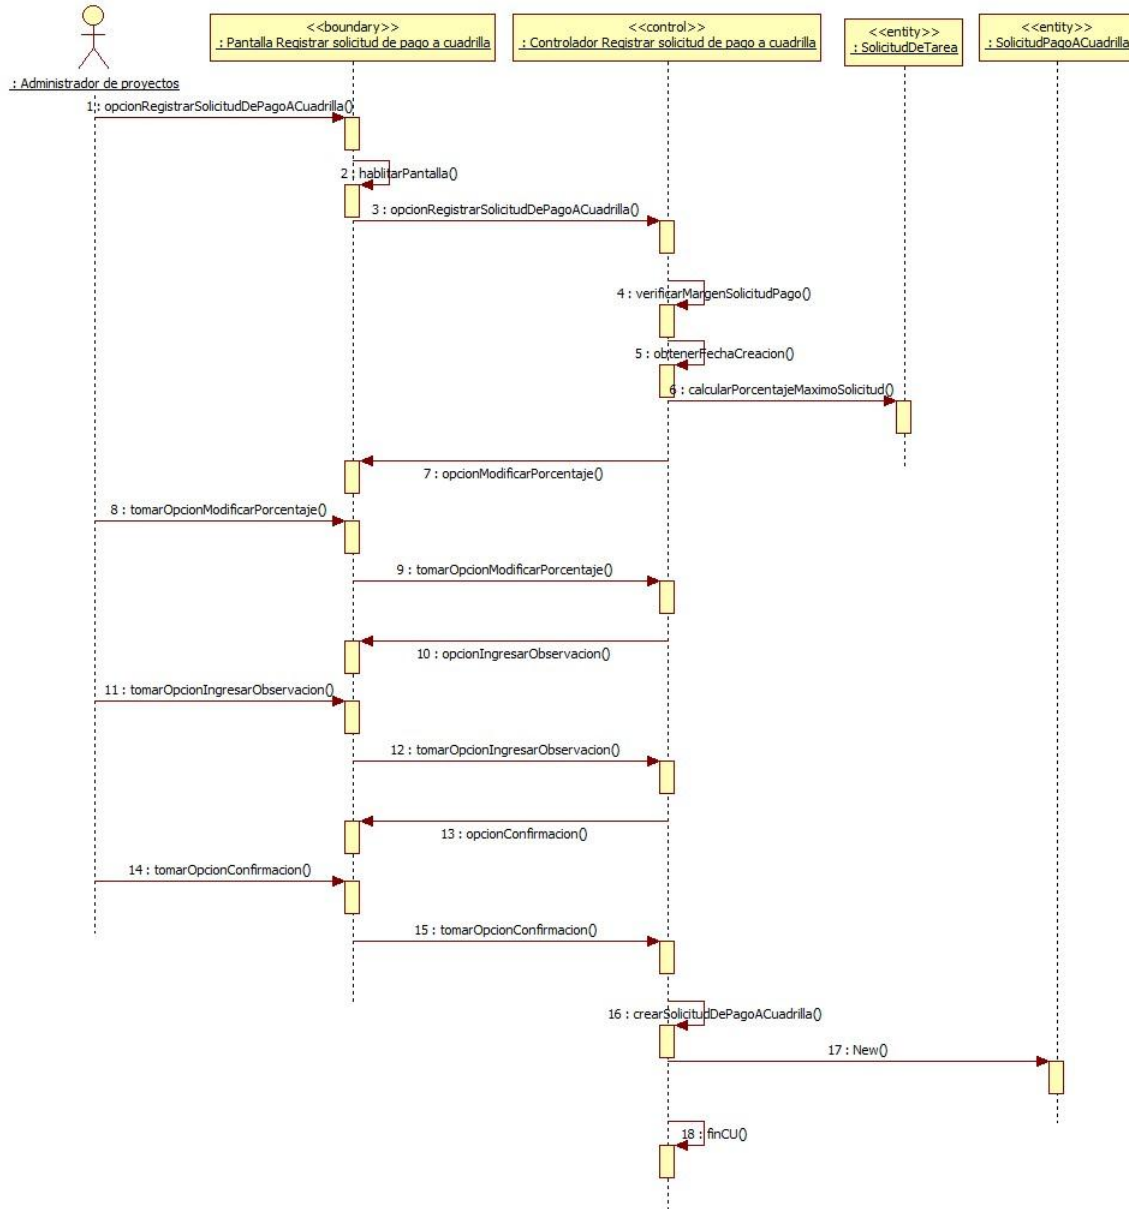 <<boundary>>
: Pantalla Registrar solicitud de pago a cuadrilla
<<control>>
: Controlador Registrar solicitud de pago a cuadrilla
<<entity>>
: SolicitudDeTarea
<<entity>>
: SolicitudPagoACuadrilla
: Administrador de proyectos
1 : opcionRegistrarSolicitudDePagoACuadrilla()
2 : hablitarPantalla()
3 : opcionRegistrarSolicitudDePagoACuadrilla()
4 : verificarMargenSolicitudPago()
5 : obtenerFechaCreacion()
6 : calcularPorcentajeMaximoSolicitud()
7 : opcionModificarPorcentaje()
8 : tomarOpcionModificarPorcentaje()
9 : tomarOpcionModificarPorcentaje()
10 : opcionIngresarObservacion()
11 : tomarOpcionIngresarObservacion()
12 : tomarOpcionIngresarObservacion()
13 : opcionConfirmacion()
14 : tomarOpcionConfirmacion()
15 : tomarOpcionConfirmacion()
16 : crearSolicitudDePagoACuadrilla()
17 : New()
18 : finCU()